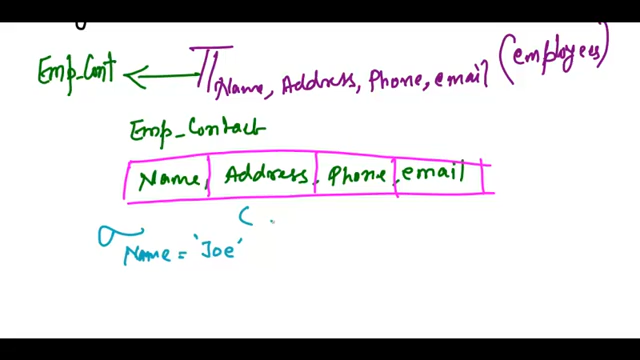 Emp_Cont ← π Name, Address, Phone, email (employees)
Emp_Contact
Name, Address, Phone, email
(
σ Name = 'Joe'